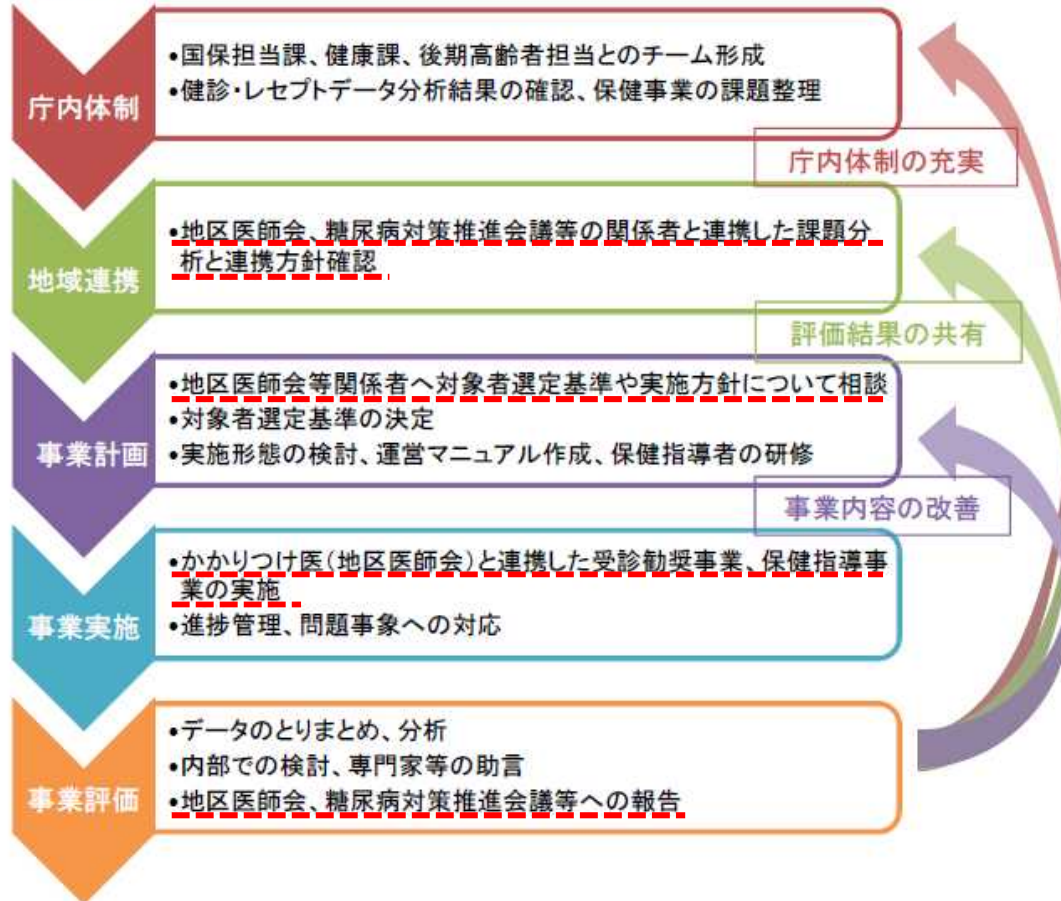 庁内体制
•国保担当課、健康課、後期高齢者担当とのチーム形成
•健診・レセプトデータ分析結果の確認、保健事業の課題整理
庁内体制の充実
地域連携
•地区医師会、糖尿病対策推進会議等の関係者と連携した課題分
析と連携方針確認
評価結果の共有
事業計画
•地区医師会等関係者へ対象者選定基準や実施方針について相談
•対象者選定基準の決定
•実施形態の検討、運営マニュアル作成、保健指導者の研修
事業内容の改善
事業実施
•かかりつけ医(地区医師会)と連携した受診勧奨事業、保健指導事
業の実施
•進捗管理、問題事象への対応
事業評価
•データのとりまとめ、分析
•内部での検討、専門家等の助言
•地区医師会、糖尿病対策推進会議等への報告